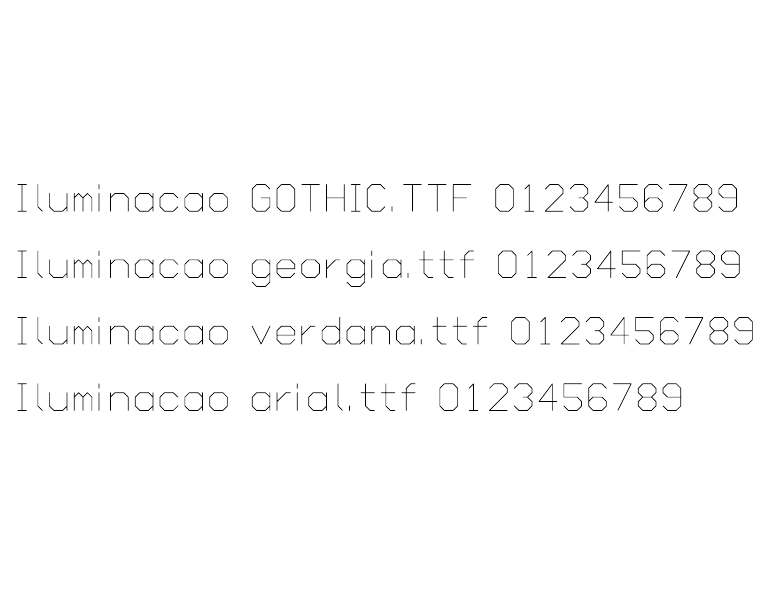 Iluminacao GOTHIC.TTF 0123456789
Iluminacao georgia.ttf 0123456789
Iluminacao verdana.ttf 0123456789
Iluminacao arial.ttf 0123456789